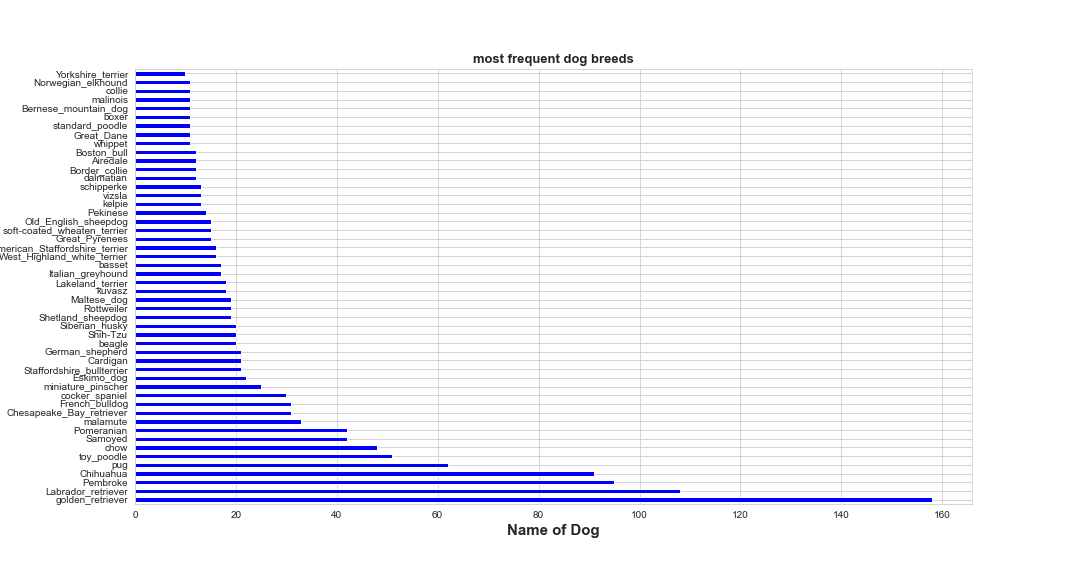 most frequent dog breeds
Yorkshire_terrier
Norwegian_elkhound
collie
malinois
Bernese_mountain_dog
boxer
standard_poodle
Great_Dane
whippet
Boston_bull
Airedale
Border_collie
dalmatian
schipperke
vizsla
kelpie
Pekinese
Old_English_sheepdog
soft-coated_wheaten_terrier
Great_Pyrenees
merican_Staffordshire_terrier
West_Highland_white_terrier
basset
Italian_greyhound
Lakeland_terrier
kuvasz
Maltese_dog
Rottweiler
Shetland_sheepdog
Siberian_husky
Shih-Tzu
beagle
German_shepherd
Cardigan
Staffordshire_bullterrier
Eskimo_dog
miniature_pinscher
cocker_spaniel
French_bulldog
Chesapeake_Bay_retriever
malamute
Pomeranian
Samoyed
chow
toy_poodle
pug
Chihuahua
Pembroke
Labrador_retriever
golden_retriever
0 20 40 60 80 100 120 140 160
Name of Dog